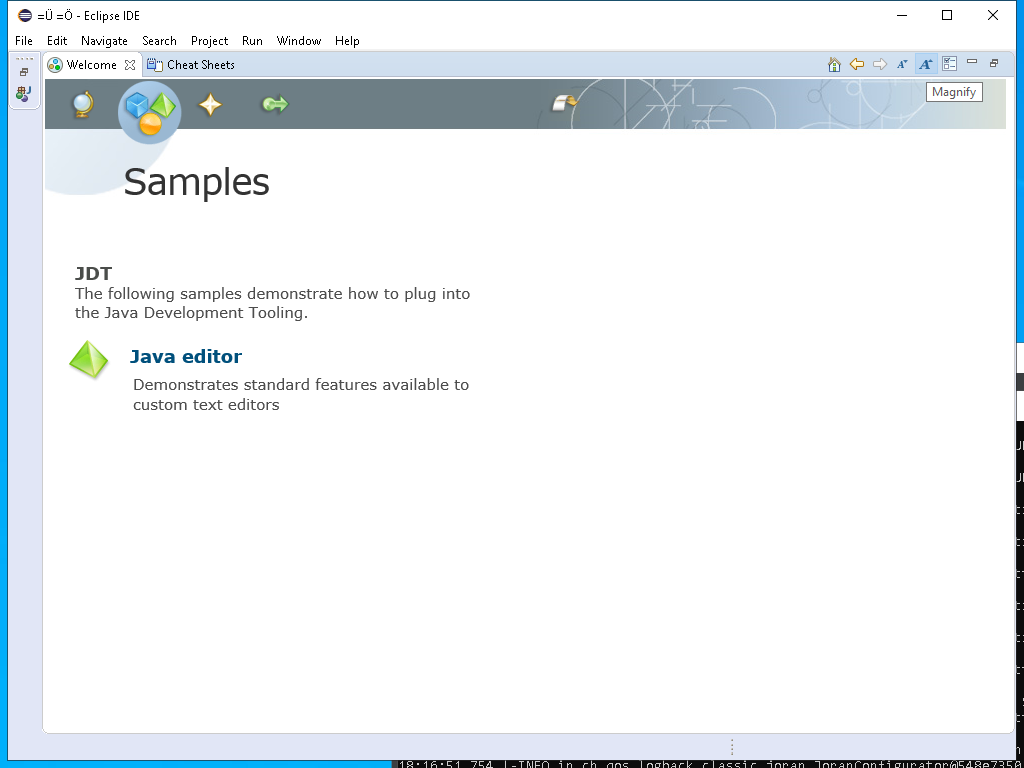 =Ü =Ö - Eclipse IDE
File Edit Navigate Search Project Run Window Help
Welcome Cheat Sheets
Magnify
Samples
JDT
The following samples demonstrate how to plug into
the Java Development Tooling.
Java editor
Demonstrates standard features available to
custom text editors
18:16:51,754 |-INFO in ch.qos.logback.classic.joran.JoranConfigurator@548e7350